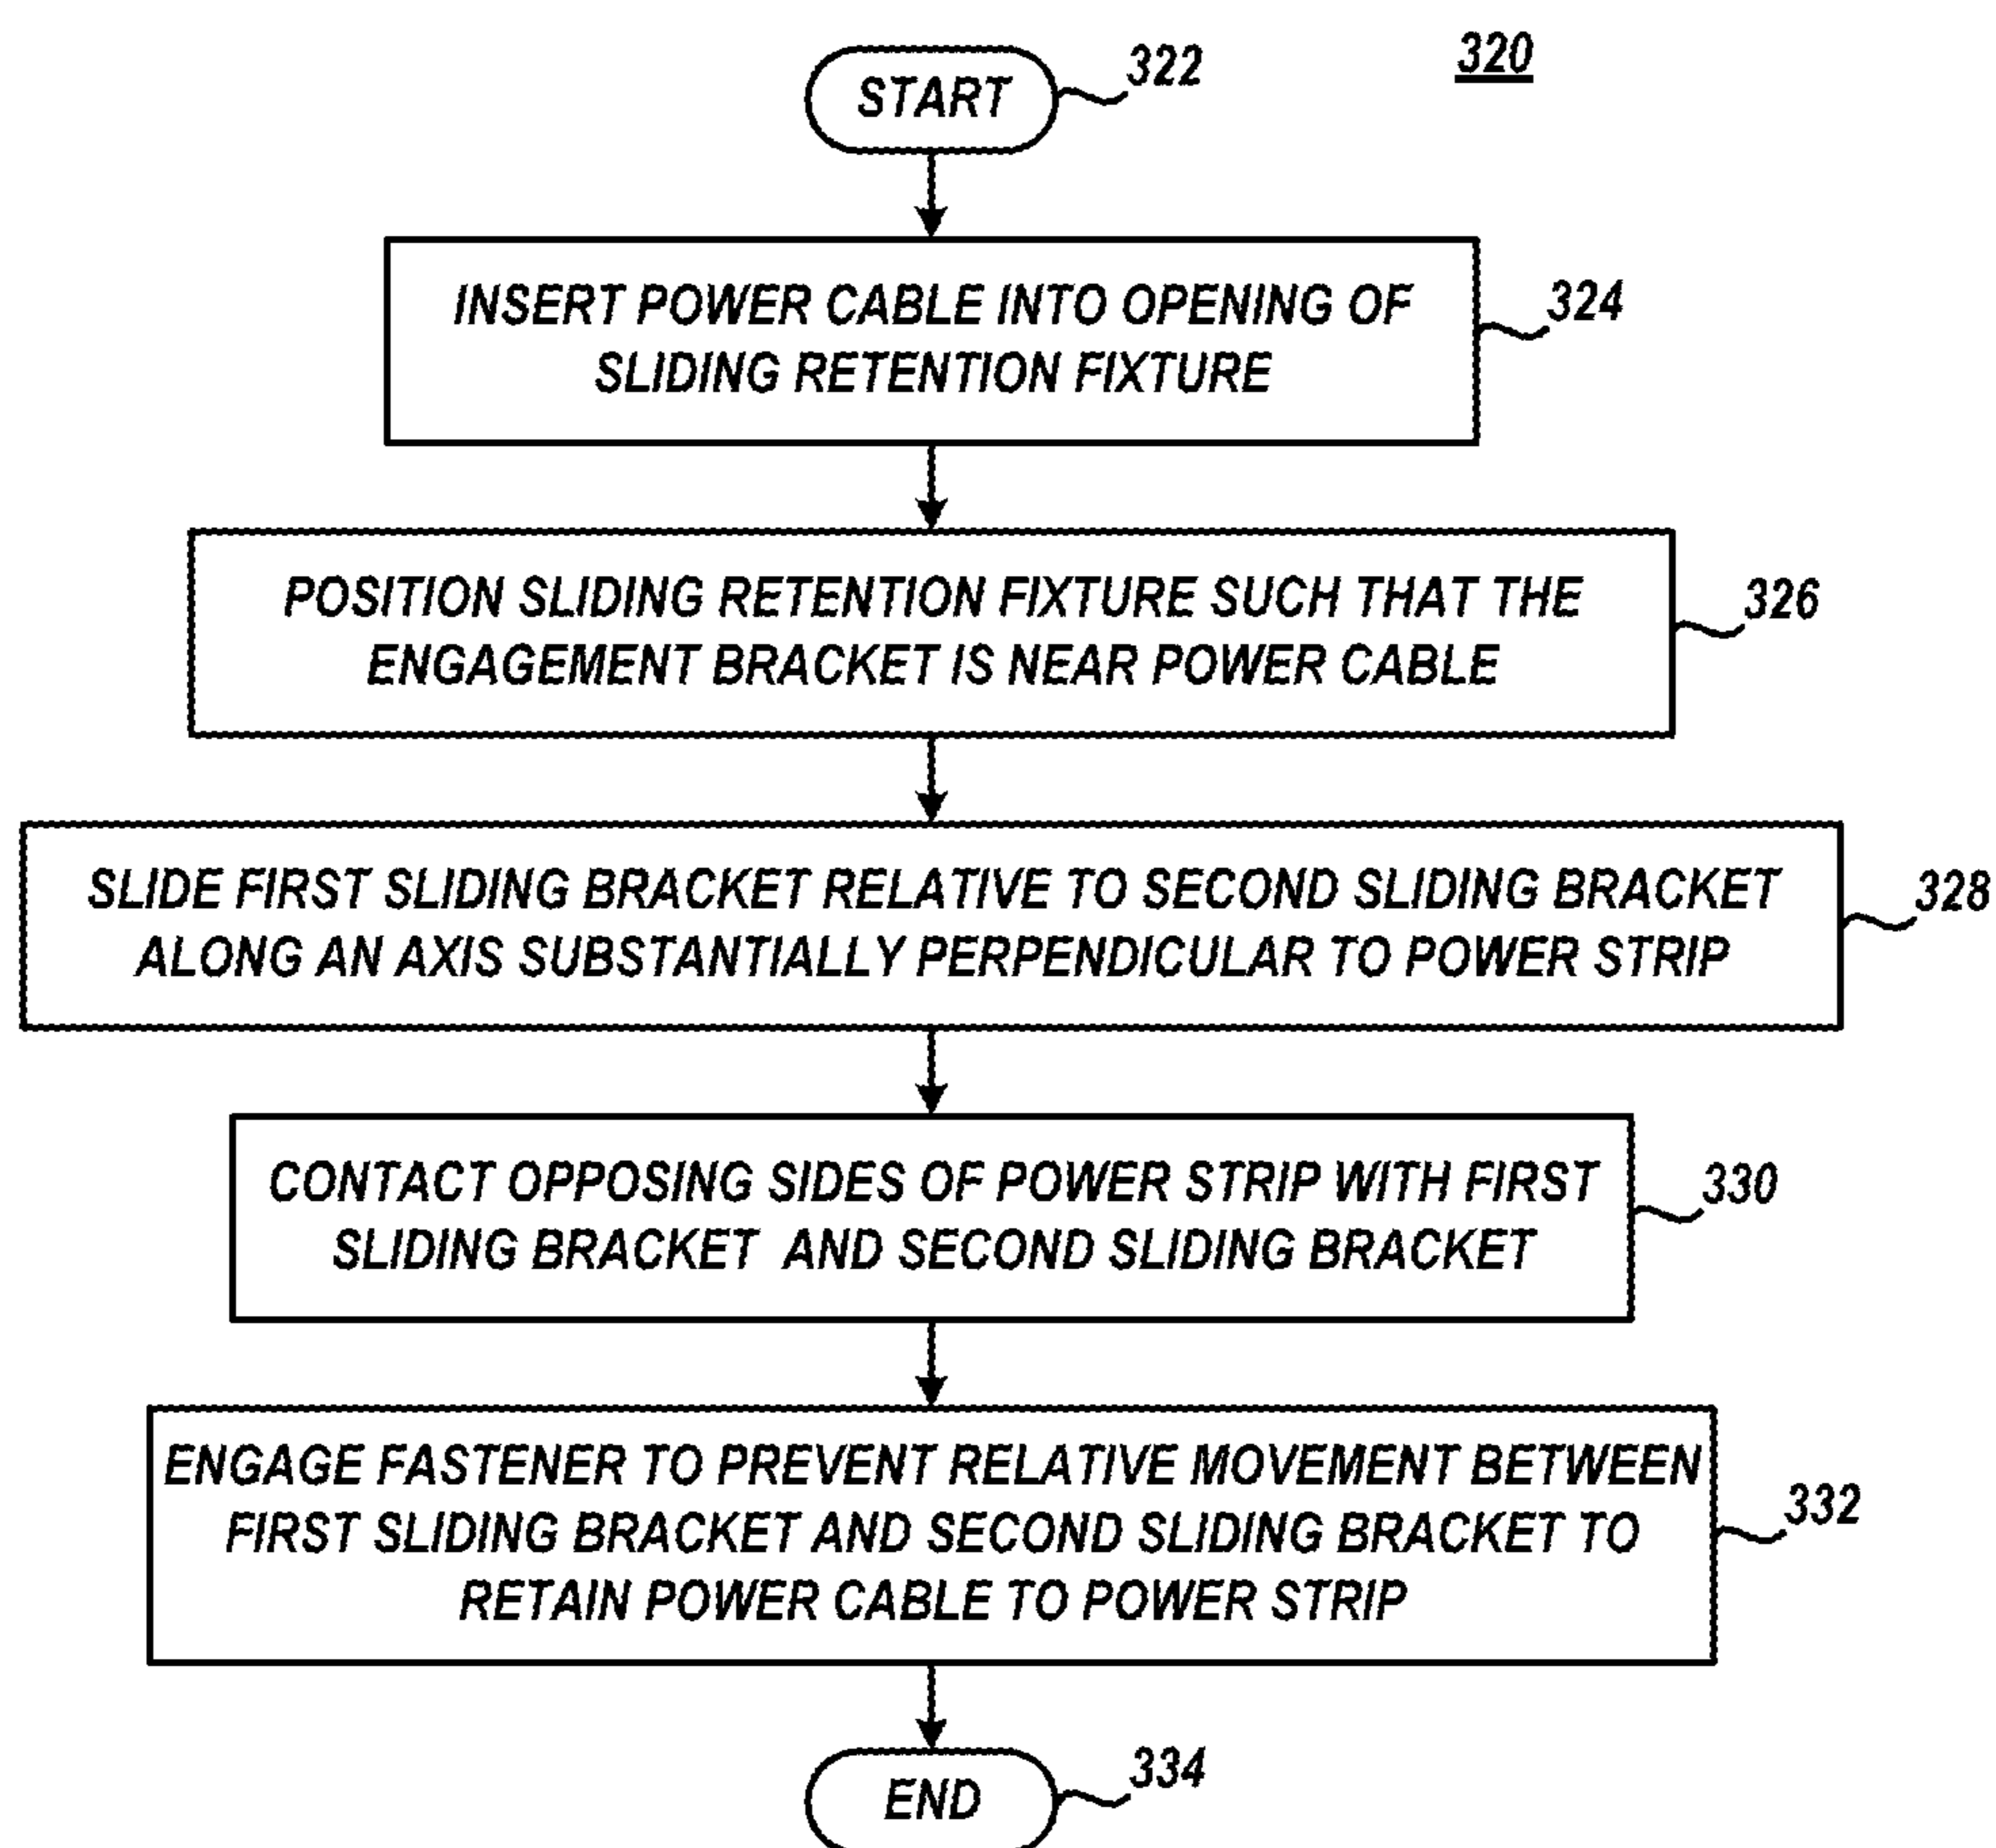 320
START
322
INSERT POWER CABLE INTO OPENING OF
SLIDING RETENTION FIXTURE
324
POSITION SLIDING RETENTION FIXTURE SUCH THAT THE
ENGAGEMENT BRACKET IS NEAR POWER CABLE
326
SLIDE FIRST SLIDING BRACKET RELATIVE TO SECOND SLIDING BRACKET
ALONG AN AXIS SUBSTANTIALLY PERPENDICULAR TO POWER STRIP
328
CONTACT OPPOSING SIDES OF POWER STRIP WITH FIRST
SLIDING BRACKET AND SECOND SLIDING BRACKET
330
ENGAGE FASTENER TO PREVENT RELATIVE MOVEMENT BETWEEN
FIRST SLIDING BRACKET AND SECOND SLIDING BRACKET TO
RETAIN POWER CABLE TO POWER STRIP
332
END
334